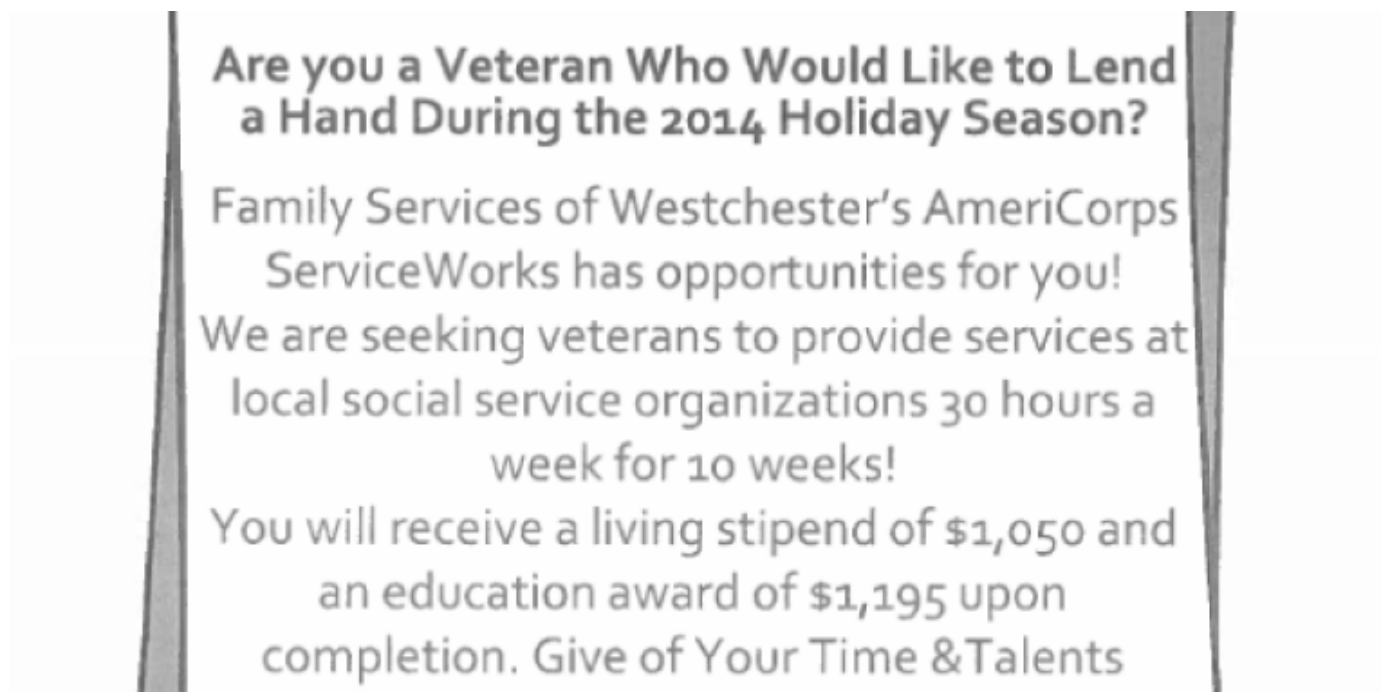 Are you a Veteran Who Would Like to Lend
a Hand During the 2014 Holiday Season?
Family Services of Westchester's AmeriCorps
ServiceWorks has opportunities for you!
We are seeking veterans to provide services at
local social service organizations 30 hours a
week for 10 weeks!
You will receive a living stipend of $1,050 and
an education award of $1,195 upon
completion. Give of Your Time &Talents